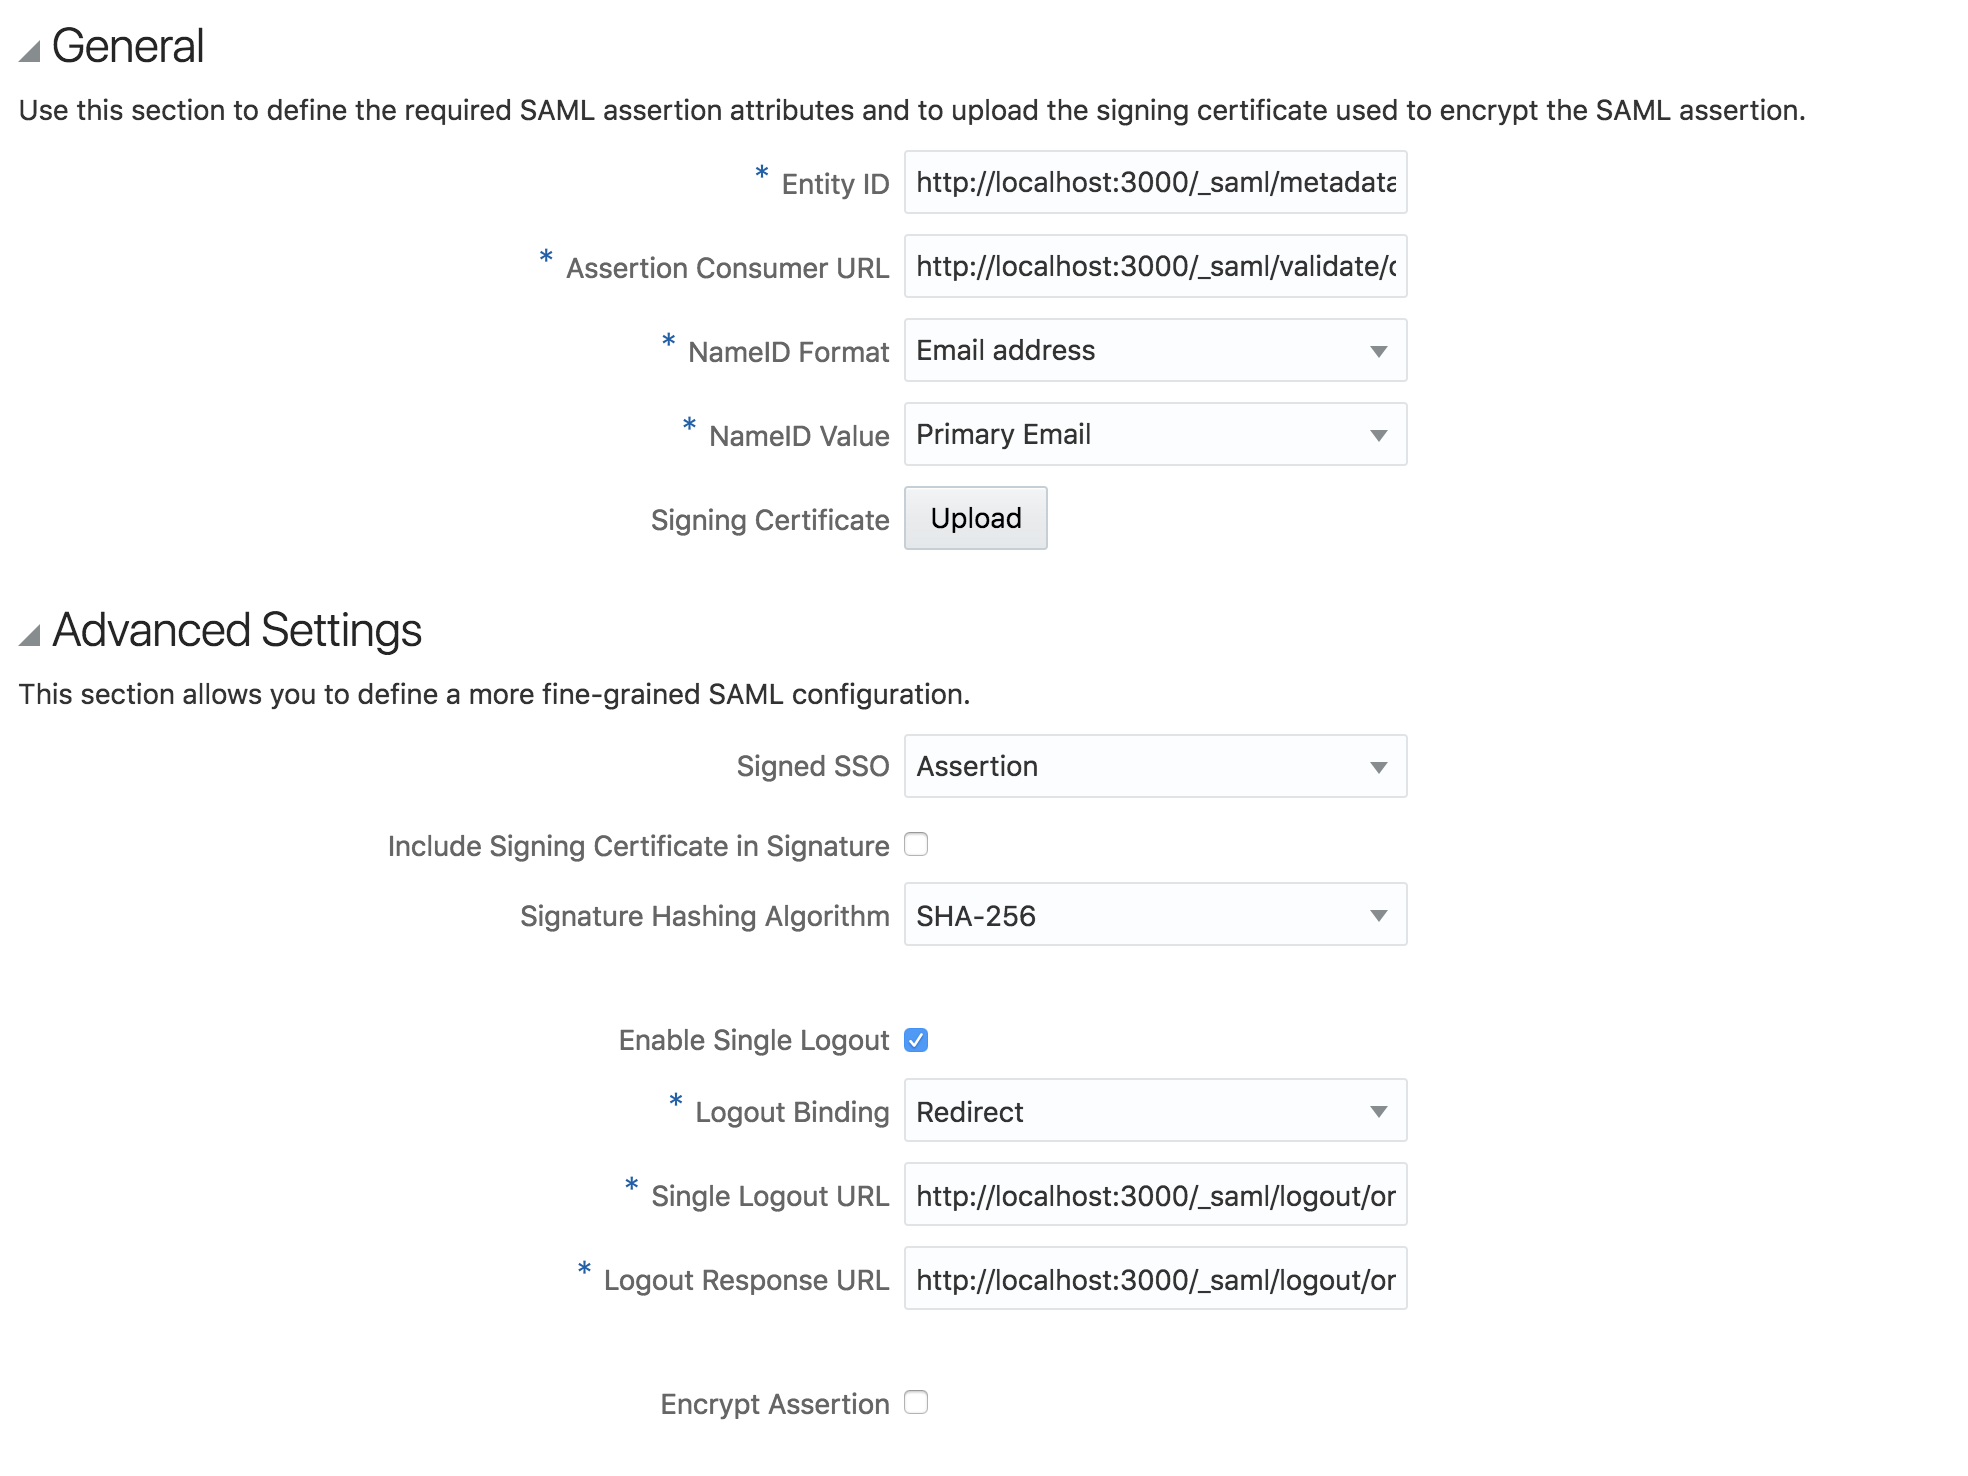 General
Use this section to define the required SAML assertion attributes and to upload the signing certificate used to encrypt the SAML assertion.
* Entity ID http://localhost:3000/_saml/metadata
* Assertion Consumer URL http://localhost:3000/_saml/validate/
* NameID Format Email address
* NameID Value Primary Email
Signing Certificate Upload
Advanced Settings
This section allows you to define a more fine-grained SAML configuration.
Signed SSO Assertion
Include Signing Certificate in Signature
Signature Hashing Algorithm SHA-256
Enable Single Logout
* Logout Binding Redirect
* Single Logout URL http://localhost:3000/_saml/logout/or
* Logout Response URL http://localhost:3000/_saml/logout/or
Encrypt Assertion